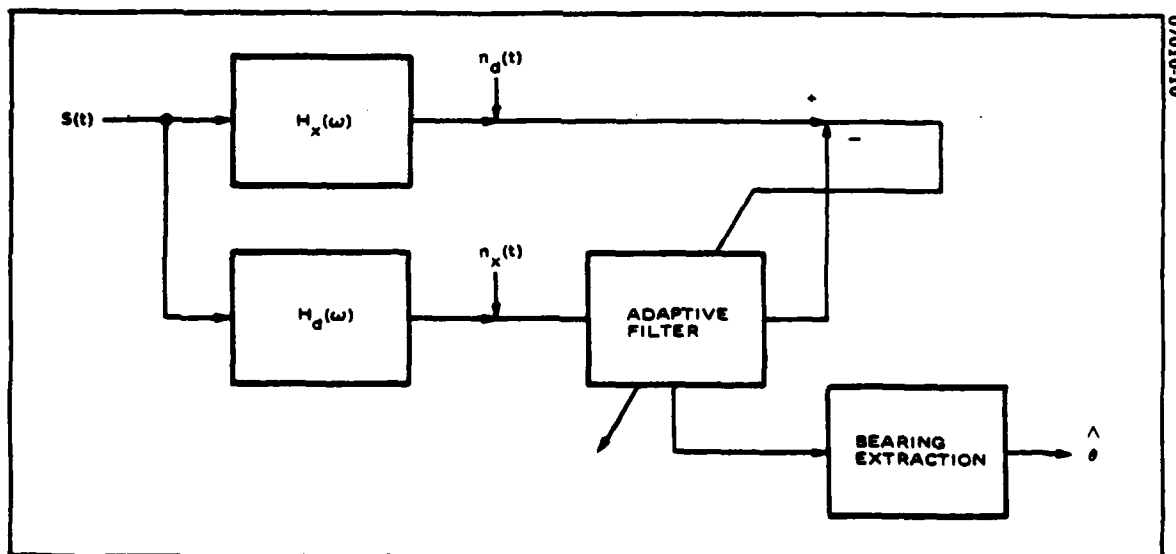 n_d(t)
+
S(t)
H_x(ω)
−
n_x(t)
H_d(ω)
ADAPTIVE
FILTER
BEARING
EXTRACTION
θ̂